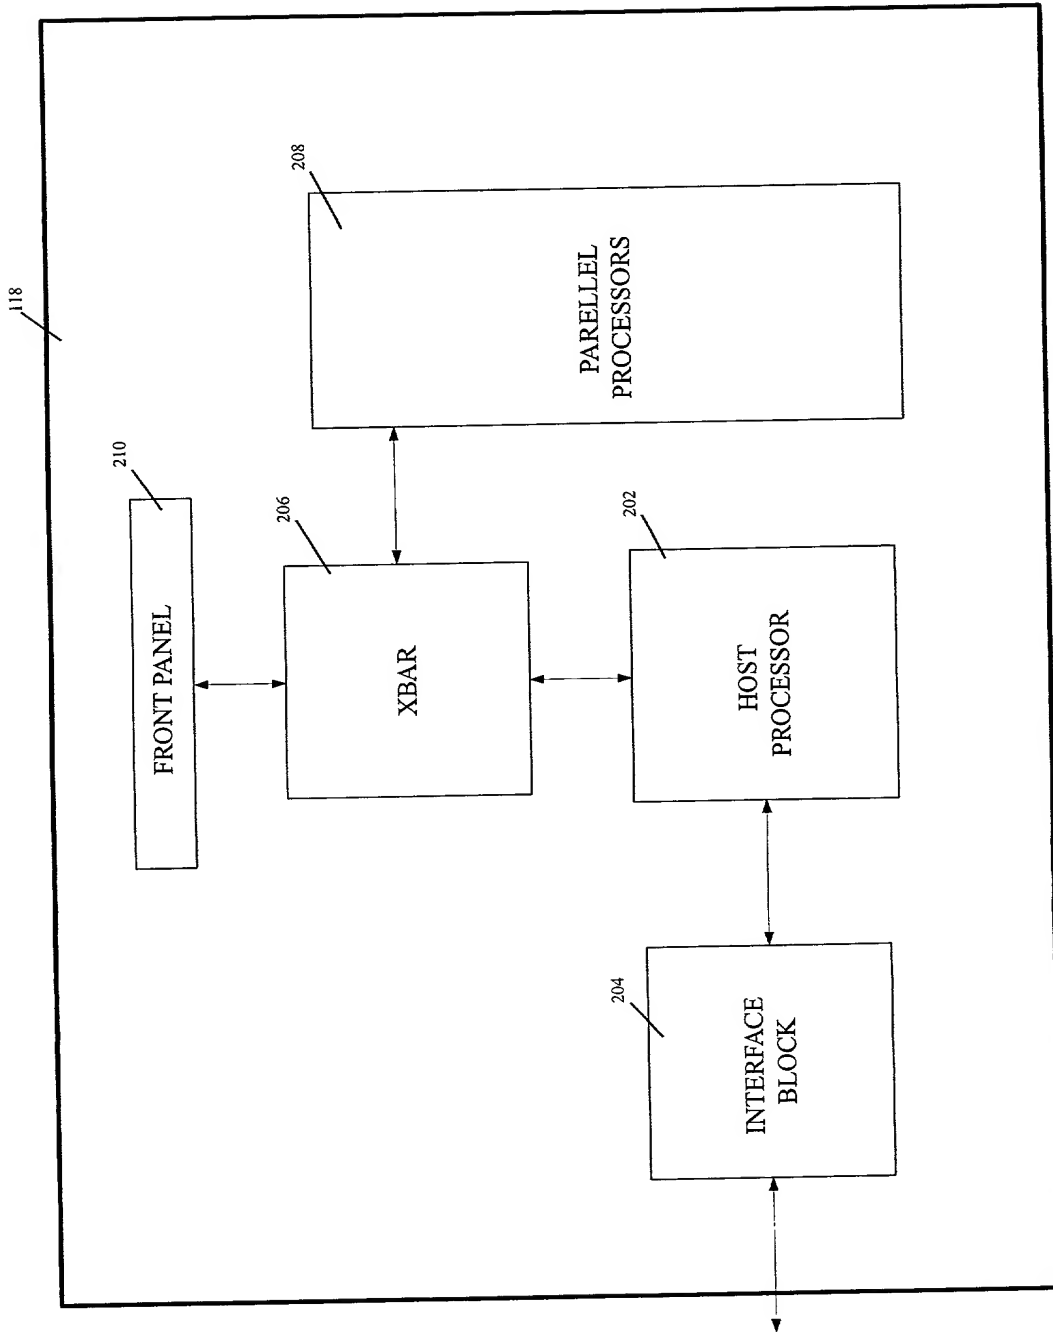 118
210
FRONT PANEL
206
XBAR
208
PARELLEL
PROCESSORS
202
HOST
PROCESSOR
204
INTERFACE
BLOCK